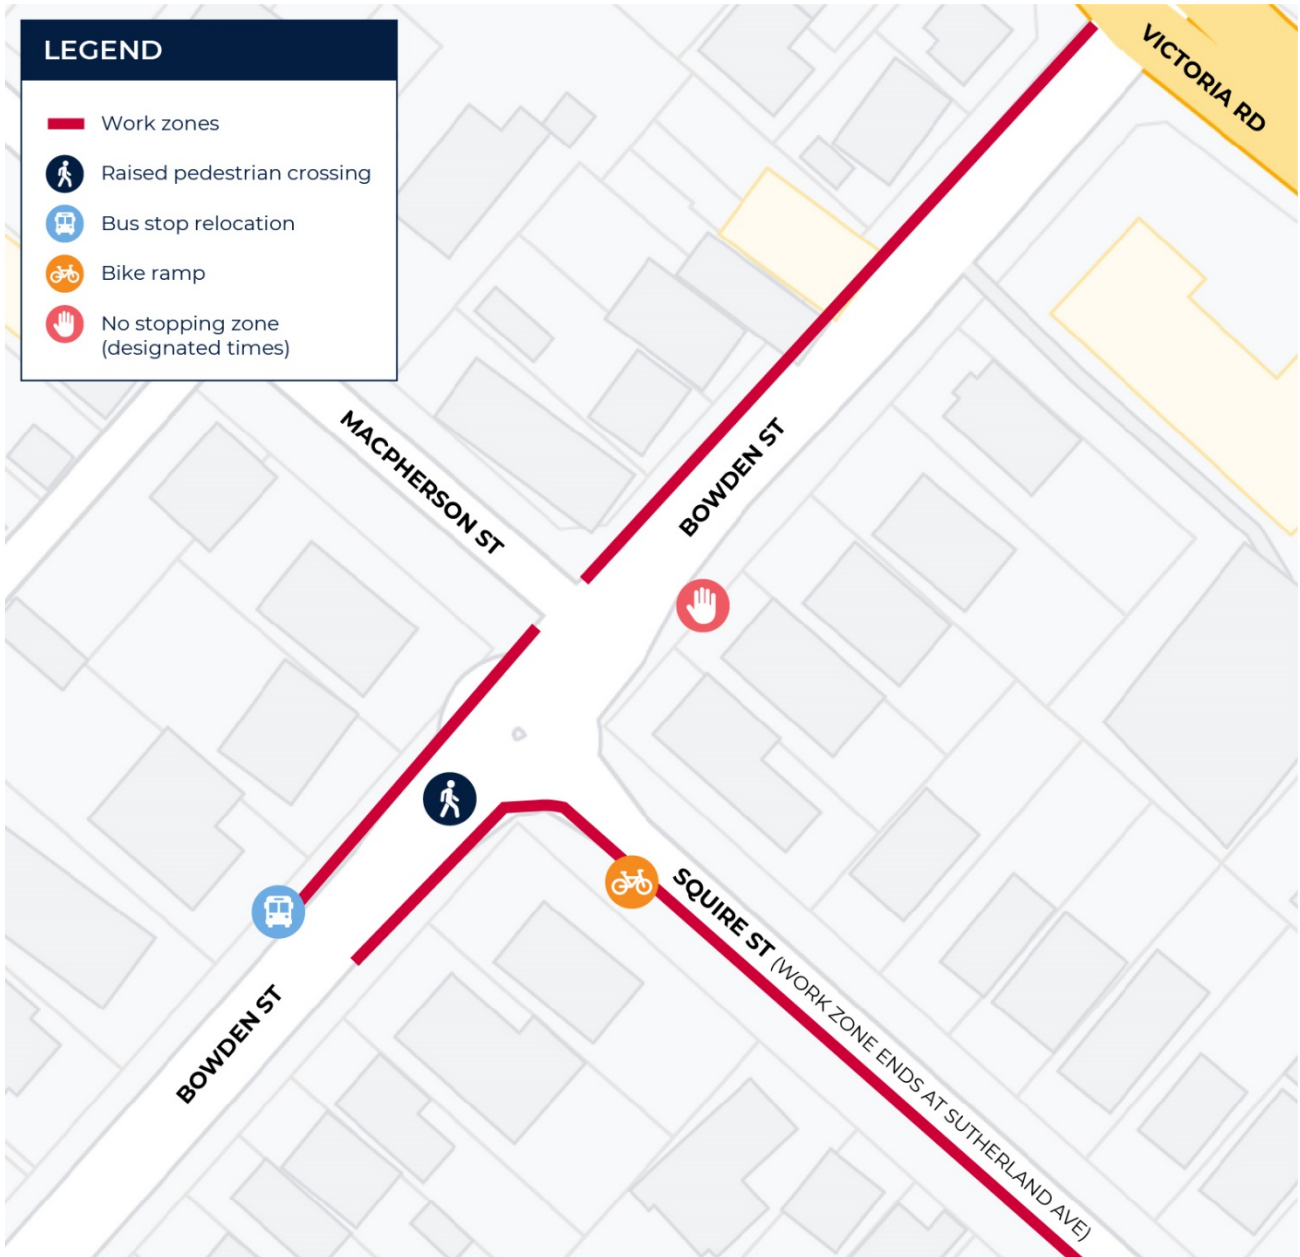 LEGEND
Work zones
Raised pedestrian crossing
Bus stop relocation
Bike ramp
No stopping zone
(designated times)
VICTORIA RD
MACPHERSON ST
BOWDEN ST
SQUIRE ST (WORK ZONE ENDS AT SUTHERLAND AVE)
BOWDEN ST